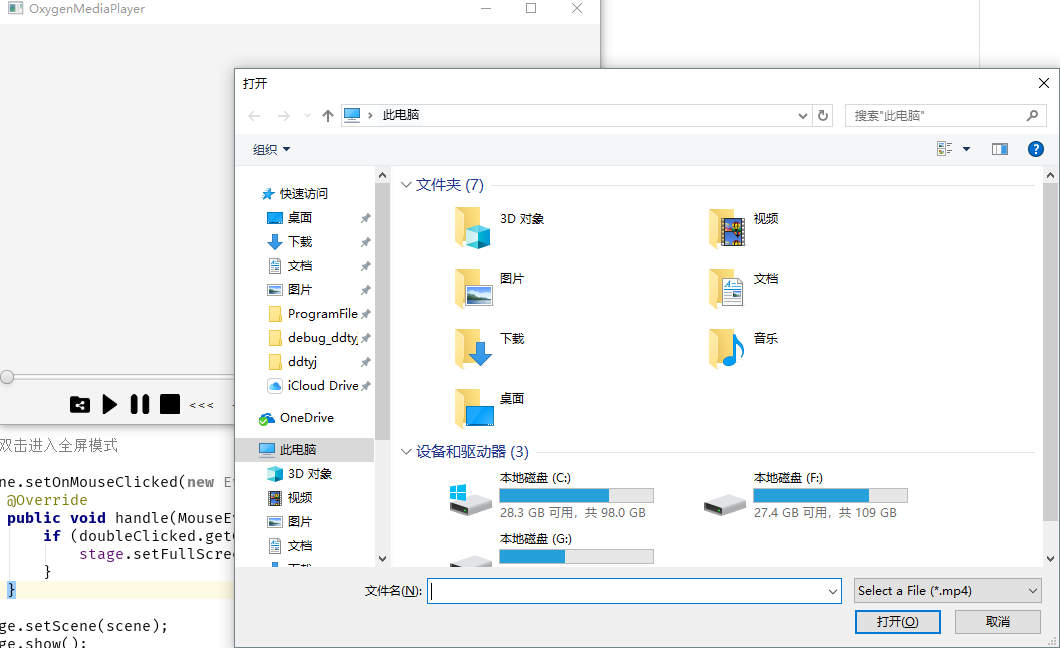 OxygenMediaPlayer
打开
此电脑
搜索"此电脑"
组织
快速访问
桌面
下载
文档
图片
ProgramFile
debug_ddtyj
ddtyj
iCloud Drive
OneDrive
此电脑
3D 对象
视频
图片
文档
文件夹 (7)
3D 对象
视频
图片
文档
下载
音乐
桌面
设备和驱动器 (3)
本地磁盘 (C:)
28.3 GB 可用，共 98.0 GB
本地磁盘 (F:)
27.4 GB 可用，共 109 GB
本地磁盘 (G:)
文件名(N):
Select a File (*.mp4)
打开(O)
取消
<<<
双击进入全屏模式
ne.setOnMouseClicked(new E
@Override
public void handle(MouseE
if (doubleClicked.get
stage.setFullScre
}
}
ge.setScene(scene);
ge.show();